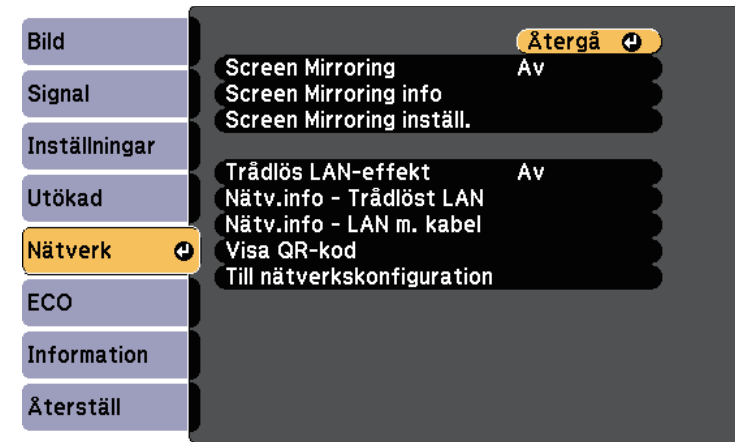 Bild
Signal
Inställningar
Utökad
Nätverk
ECO
Information
Återställ
Återgå
Screen Mirroring Av
Screen Mirroring info
Screen Mirroring inställ.
Trådlös LAN-effekt Av
Nätv.info - Trådlöst LAN
Nätv.info - LAN m. kabel
Visa QR-kod
Till nätverkskonfiguration